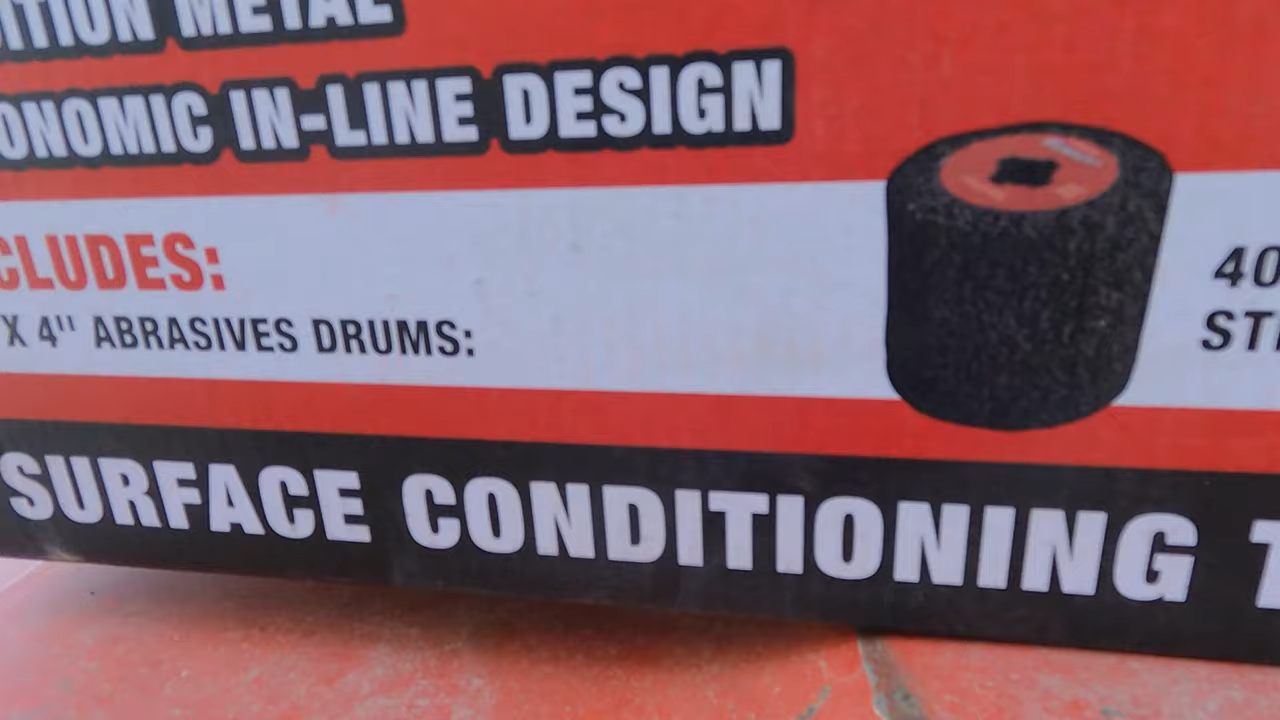 ITION METAL
ONOMIC IN-LINE DESIGN
CLUDES:
X 4" ABRASIVES DRUMS:
40
ST
SURFACE CONDITIONING T